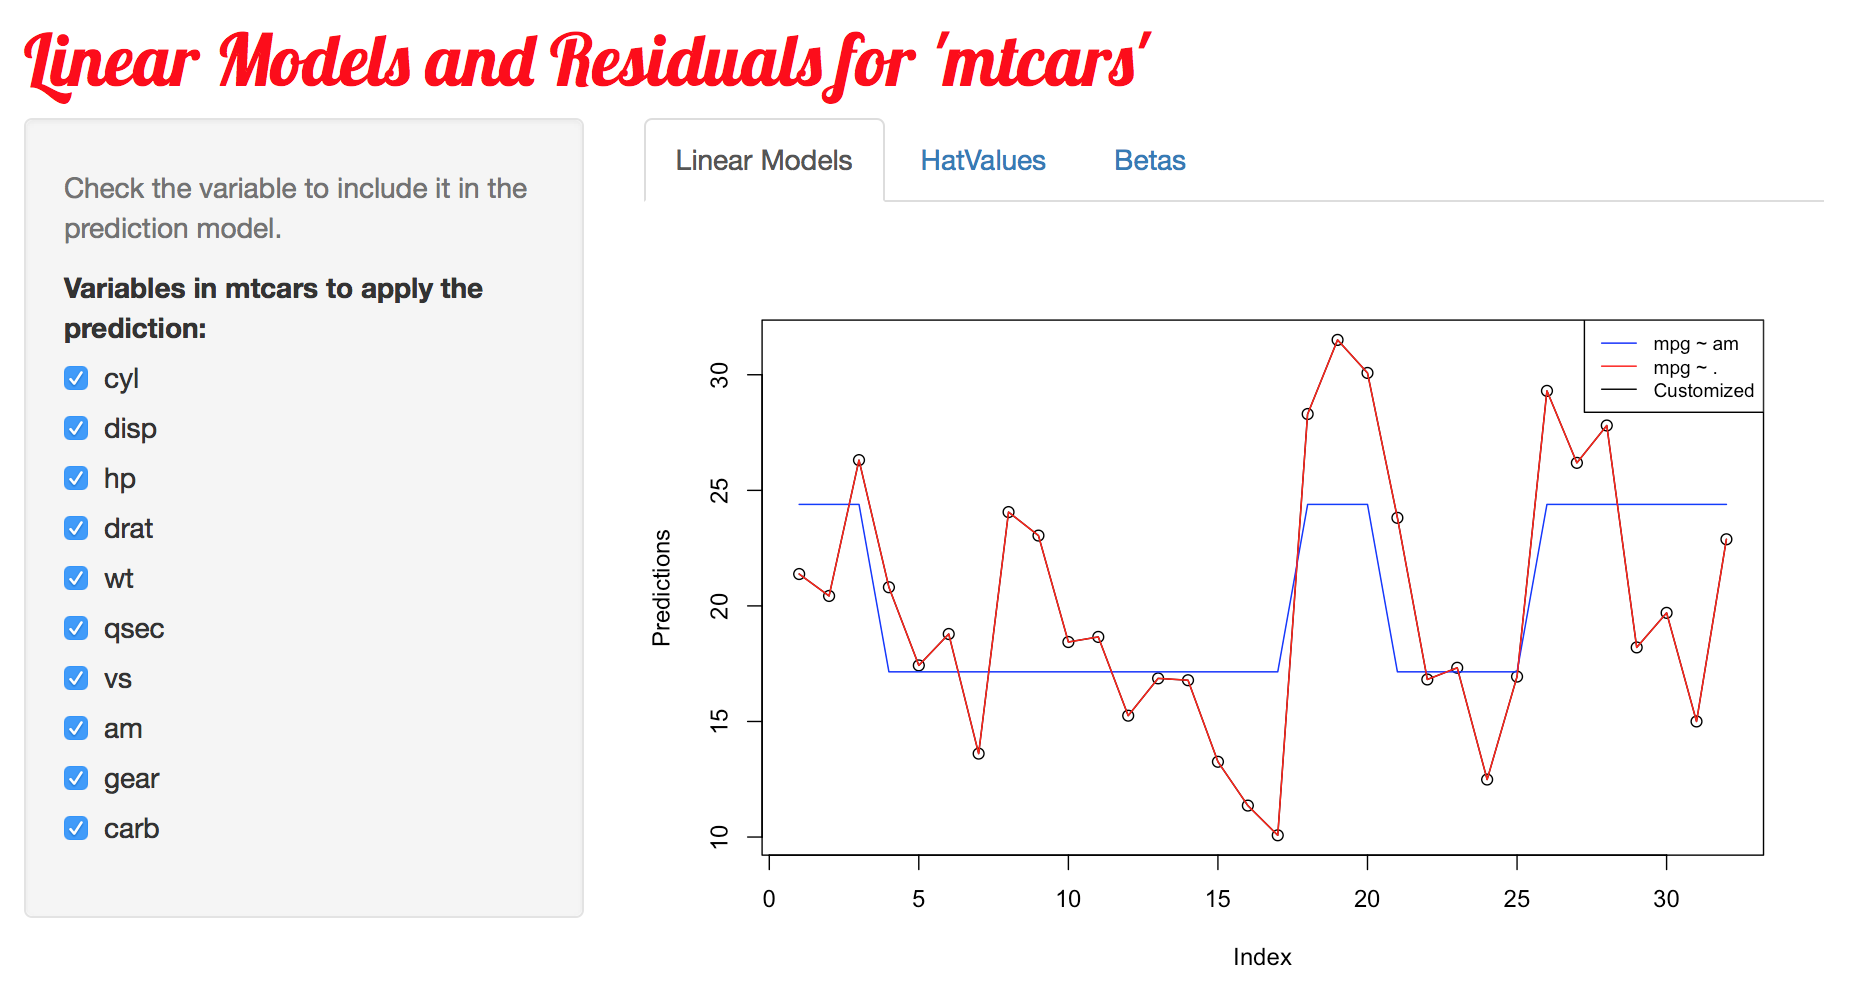 Linear Models and Residuals for 'mtcars'
Check the variable to include it in the
prediction model.
Variables in mtcars to apply the
prediction:
cyl
disp
hp
drat
wt
qsec
vs
am
gear
carb
Linear Models
HatValues
Betas
mpg ~ am
mpg ~ .
Customized
Predictions
30
25
20
15
10
0
5
10
15
20
25
30
Index